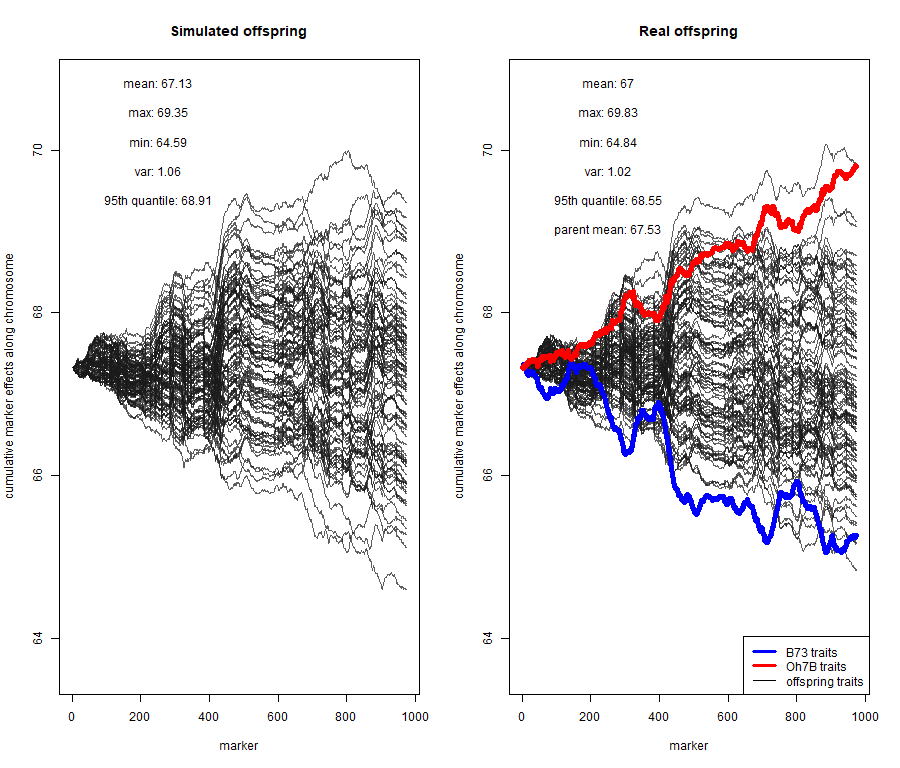 Simulated offspring
mean: 67.13
max: 69.35
min: 64.59
var: 1.06
95th quantile: 68.91
cumulative marker effects along chromosome
70
68
66
64
0 200 400 600 800 1000
marker
Real offspring
mean: 67
max: 69.83
min: 64.84
var: 1.02
95th quantile: 68.55
parent mean: 67.53
cumulative marker effects along chromosome
70
68
66
64
B73 traits
Oh7B traits
offspring traits
0 200 400 600 800 1000
marker